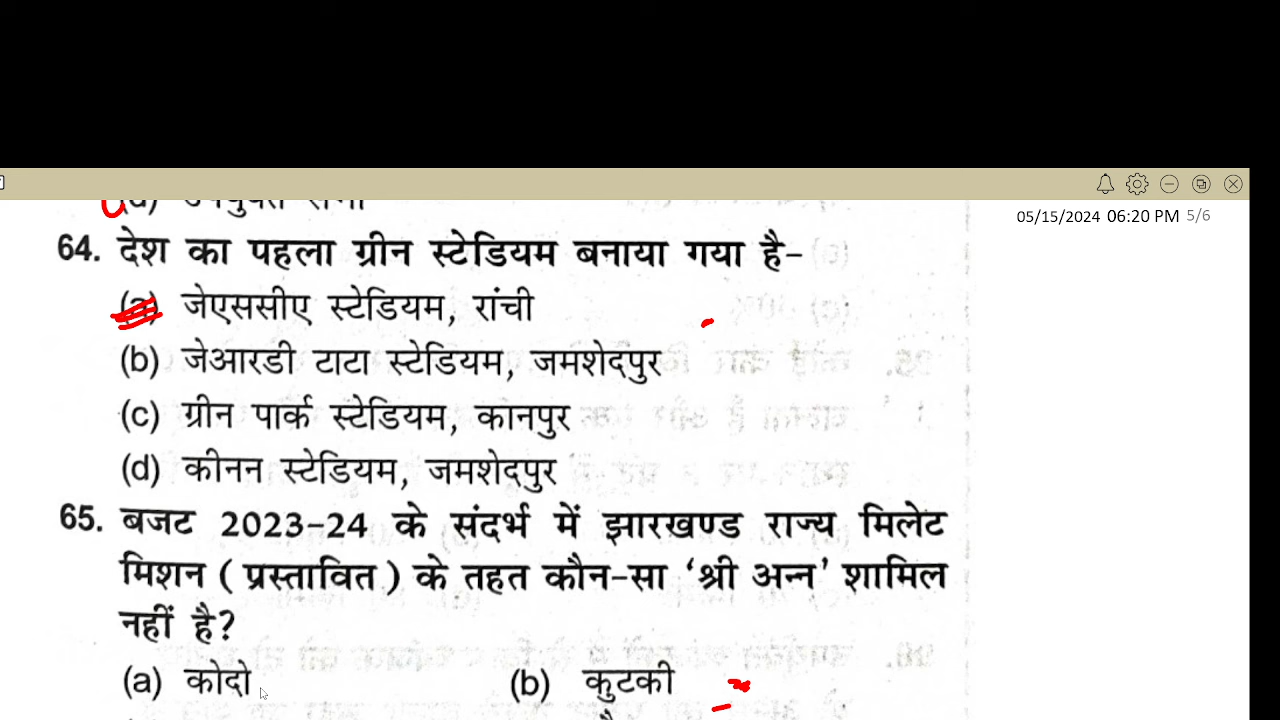 05/15/2024 06:20 PM 5/6
64. देश का पहला ग्रीन स्टेडियम बनाया गया है-
(a) जेएससीए स्टेडियम, रांची
(b) जेआरडी टाटा स्टेडियम, जमशेदपुर
(c) ग्रीन पार्क स्टेडियम, कानपुर
(d) कीनन स्टेडियम, जमशेदपुर
65. बजट 2023-24 के संदर्भ में झारखण्ड राज्य मिलेट
मिशन ( प्रस्तावित ) के तहत कौन-सा ‘श्री अन्न’ शामिल
नहीं है?
(a) कोदो (b) कुटकी